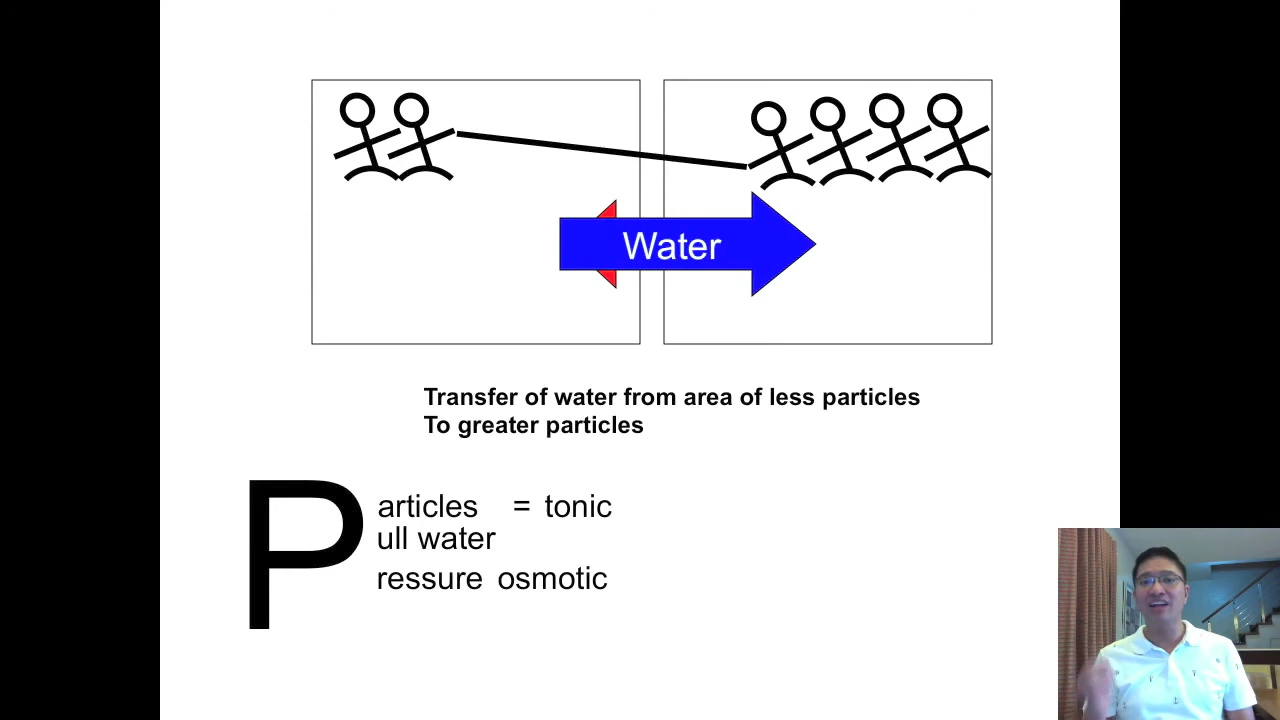 Water
Transfer of water from area of less particles
To greater particles
P
articles = tonic
ull water
ressure osmotic